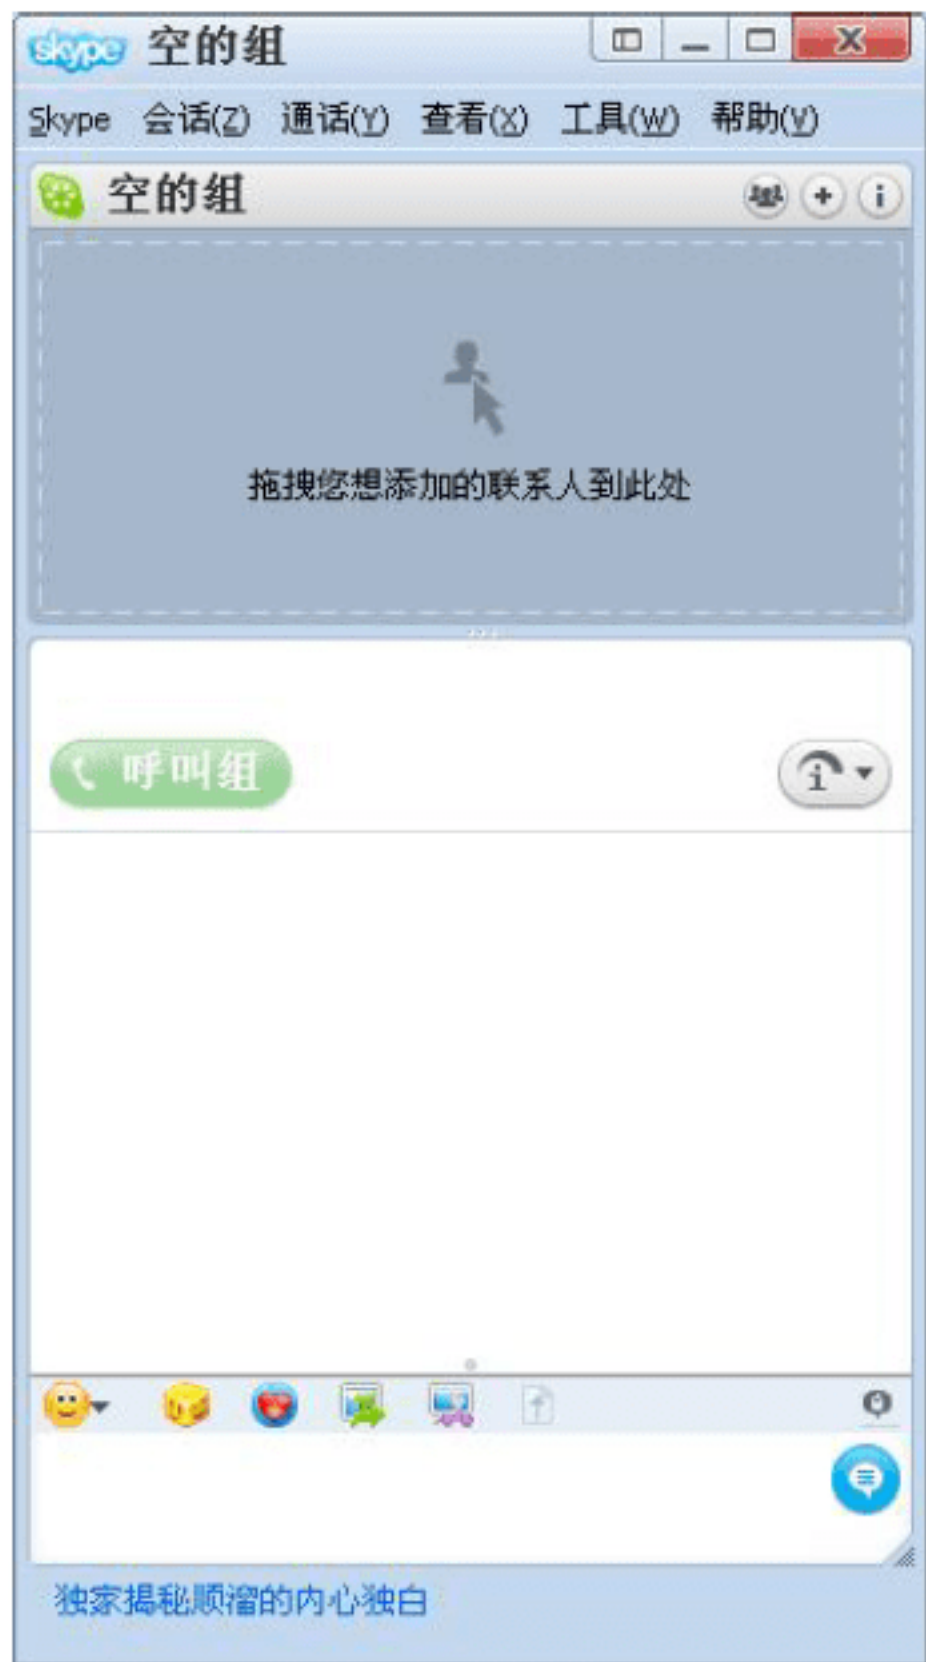 skype 空的组
Skype 会话(Z) 通话(Y) 查看(X) 工具(W) 帮助(V)
空的组
拖拽您想添加的联系人到此处
呼叫组
独家揭秘顺溜的内心独白